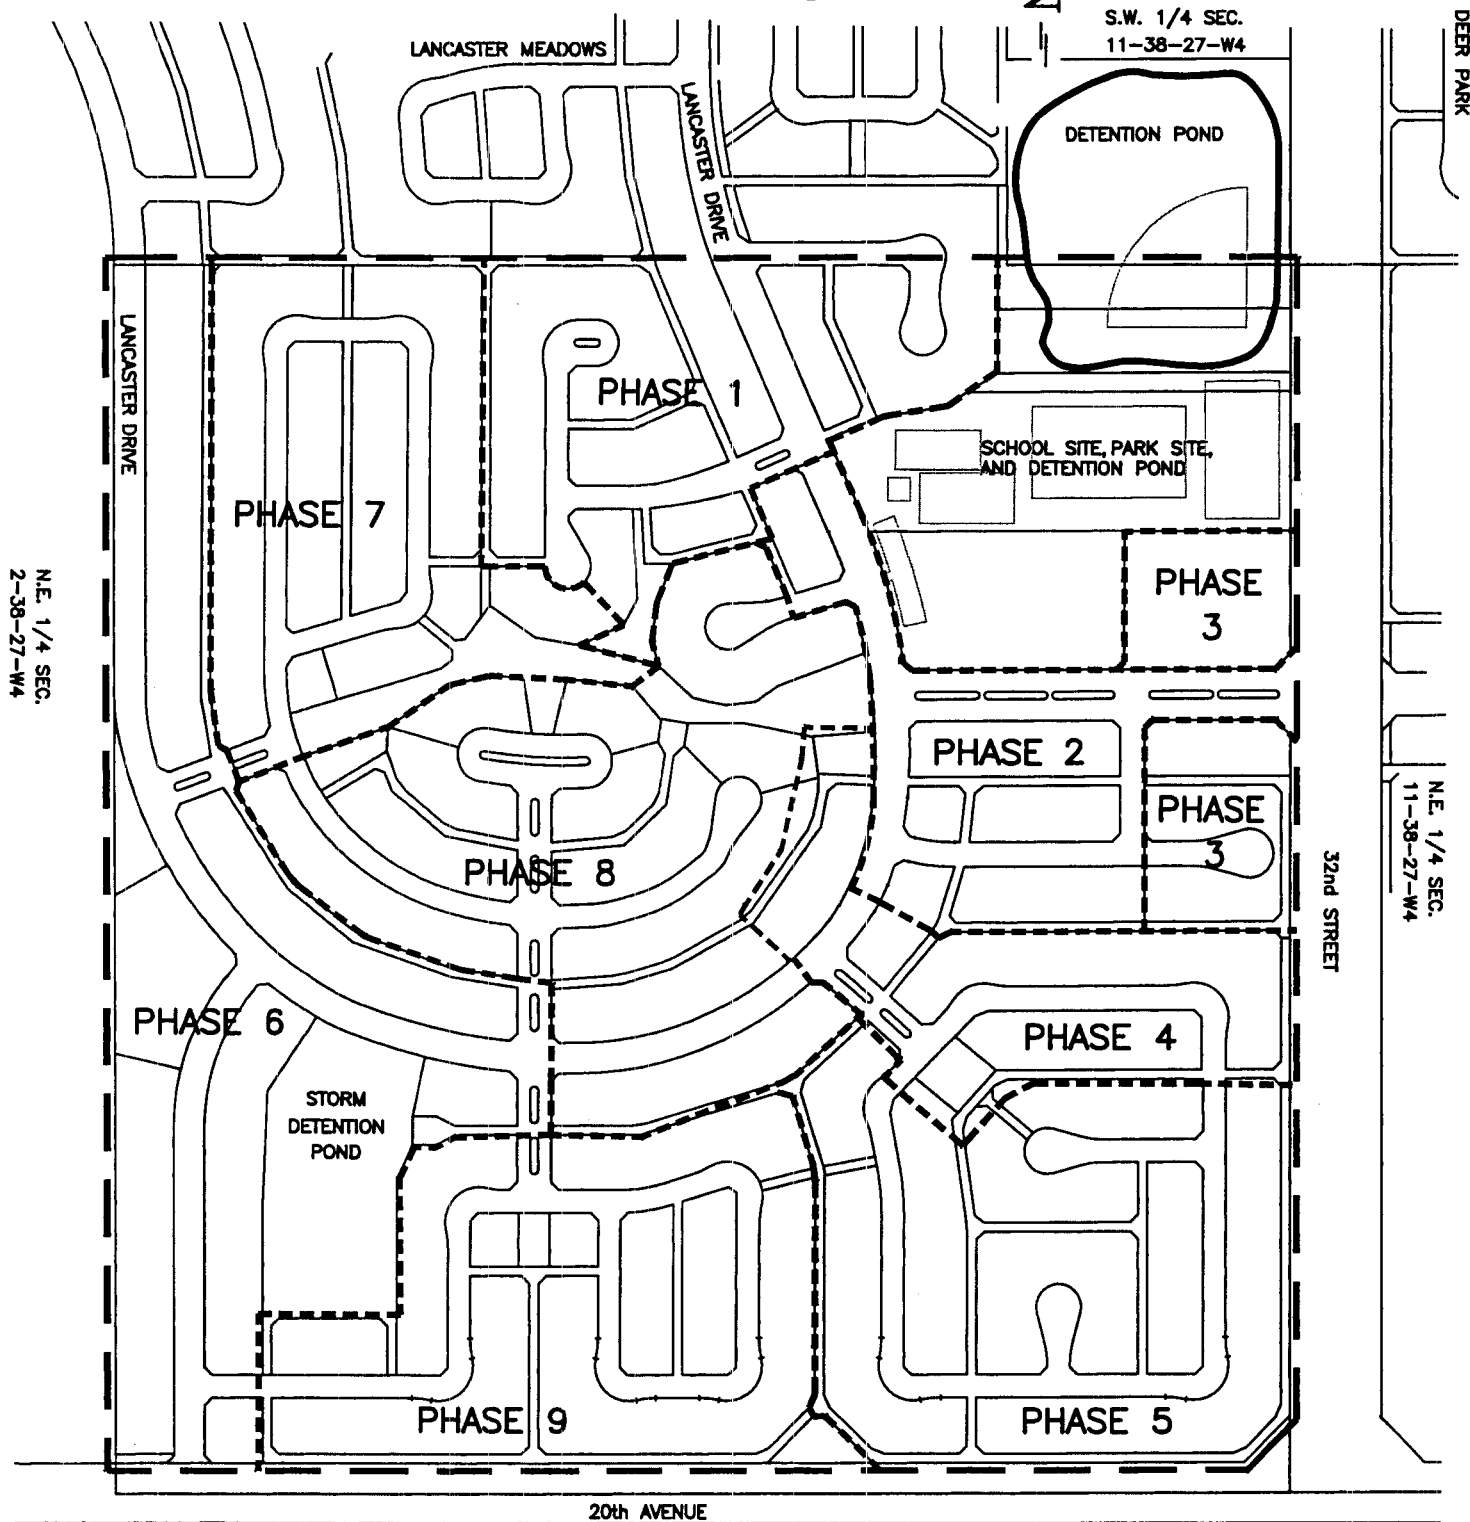 S.W. 1/4 SEC.
11-38-27-W4
DEER PARK
LANCASTER MEADOWS
LANCASTER DRIVE
DETENTION POND
LANCASTER DRIVE
PHASE 1
SCHOOL SITE, PARK SITE,
AND DETENTION POND
PHASE 7
PHASE
3
N.E. 1/4 SEC.
2-38-27-W4
PHASE 2
PHASE
3
N.E. 1/4 SEC.
11-38-27-W4
32nd STREET
PHASE 8
PHASE 6
PHASE 4
STORM
DETENTION
POND
PHASE 9
PHASE 5
20th AVENUE